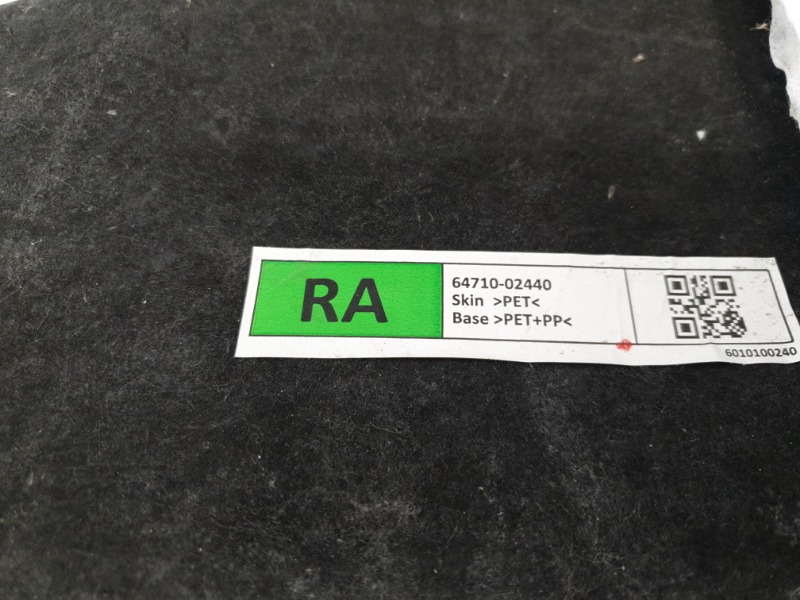 RA
64710-02440
Skin >PET<
Base >PET+PP<
6010100240